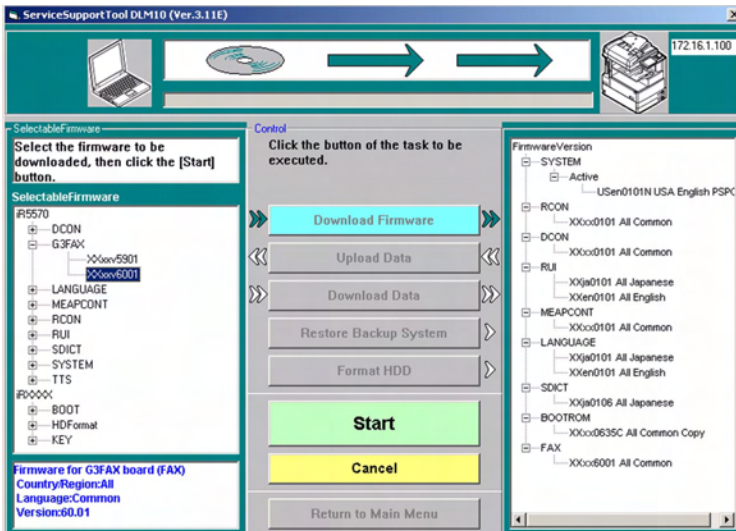 ServiceSupportTool DLM10 (Ver.3.11E)
172.16.1.100
SelectableFirmware
Select the firmware to be
downloaded, then click the [Start]
button.
SelectableFirmware
iR5570
DCON
G3FAX
XXxxv5901
XXxxv6001
LANGUAGE
MEAPCONT
RCON
RUI
SDICT
SYSTEM
TTS
iRXXXX
BOOT
HDFormat
KEY
Firmware for G3FAX board (FAX)
Country/Region:All
Language:Common
Version:60.01
Control
Click the button of the task to be
executed.
Download Firmware
Upload Data
Download Data
Restore Backup System
Format HDD
Start
Cancel
Return to Main Menu
FirmwareVersion
SYSTEM
Active
USen0101N USA English PSPC
RCON
XXxx0101 All Common
DCON
XXxx0101 All Common
RUI
XXja0101 All Japanese
XXen0101 All English
MEAPCONT
XXxx0101 All Common
LANGUAGE
XXja0101 All Japanese
XXen0101 All English
SDICT
XXja0106 All Japanese
BOOTROM
XXxx0635C All Common Copy
FAX
XXxx6001 All Common